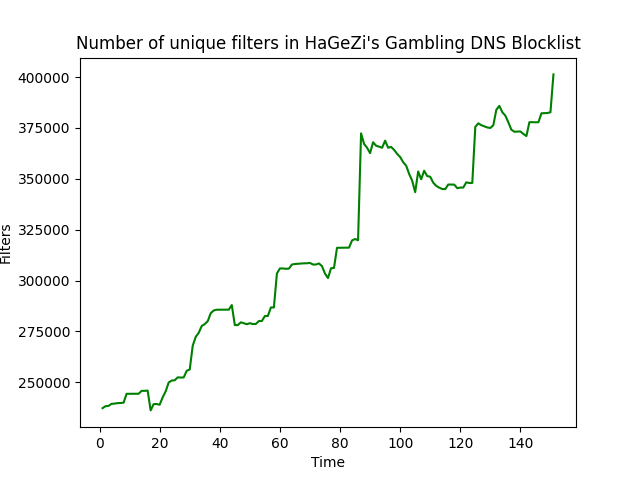 Number of unique filters in HaGeZi's Gambling DNS Blocklist
400000
375000
350000
325000
300000
275000
250000
Filters
0 20 40 60 80 100 120 140
Time